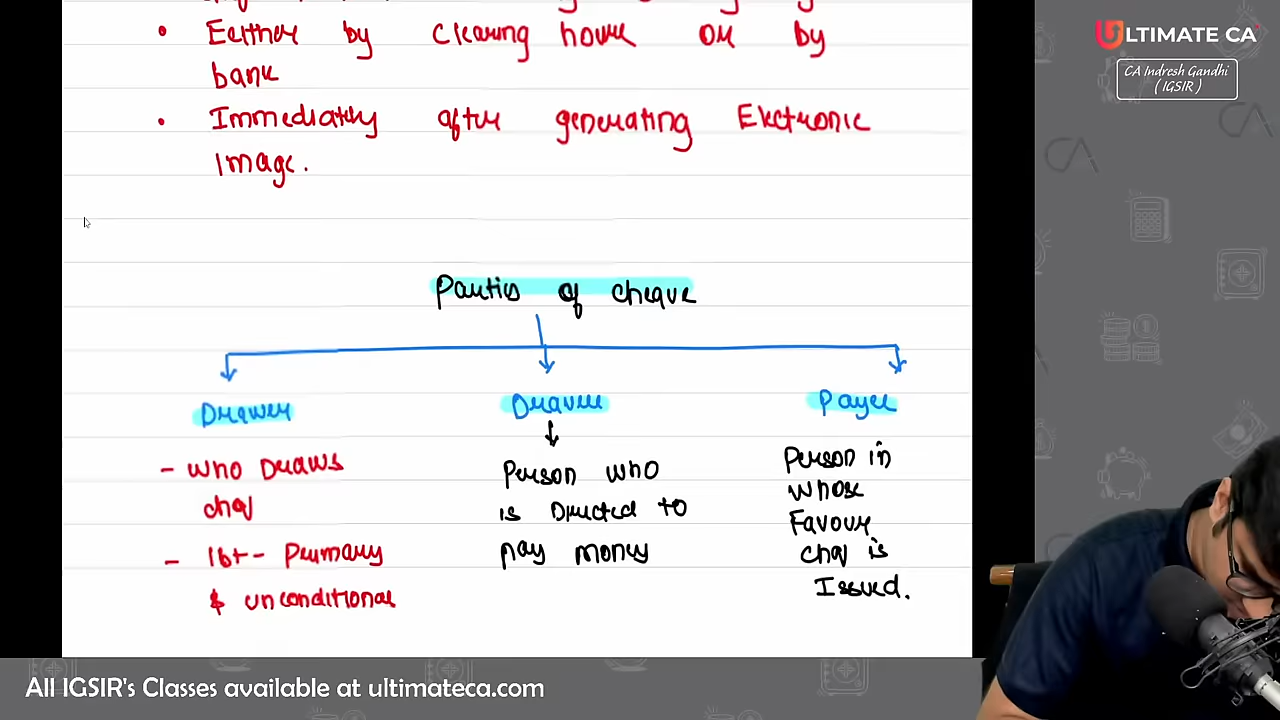 • Either by clearing house or by
bank
• Immediately after generating Electronic
Image.
Parties of cheque
Drawer
Drawee
Payee
- Who Draws
chq
- lbt - Primary
& unconditional
Person who
is Directed to
pay money
Person in
whose
Favour
chq is
Issued.
ULTIMATE CA
CA Indresh Gandhi
( IGSIR )
All IGSIR's Classes available at ultimateca.com